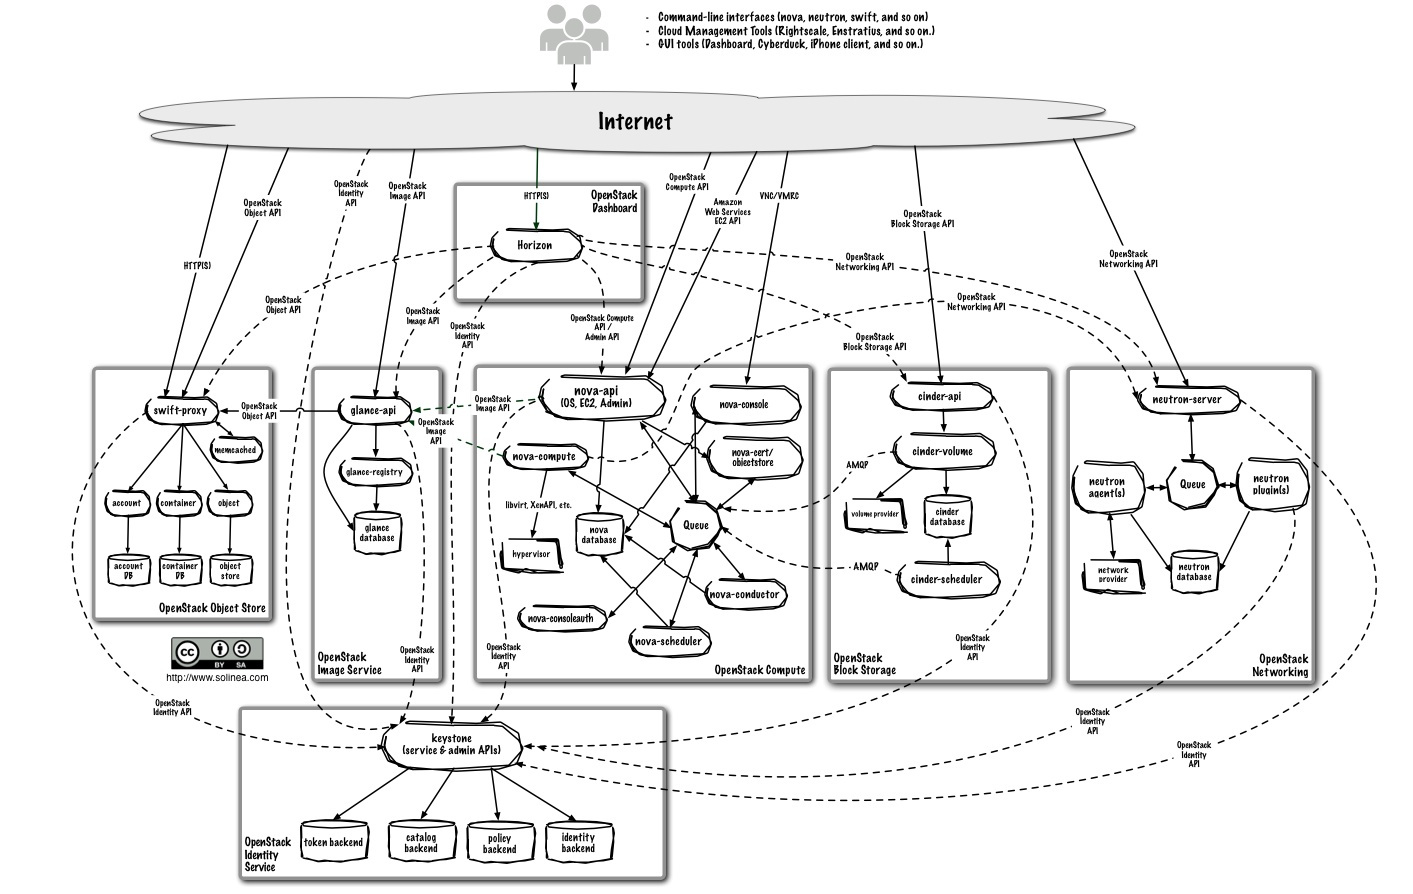 - Command-line interfaces (nova, neutron, swift, and so on)
- Cloud Management Tools (Rightscale, Enstratius, and so on.)
- GUI tools (Dashboard, Cyberduck, iPhone client, and so on.)
Internet
HTTP(S)
OpenStack
Object API
OpenStack
Identity
API
OpenStack
Image API
HTTP(S)
OpenStack
Dashboard
Horizon
OpenStack
Compute API
Amazon
Web Services
EC2 API
VNC/VMRC
OpenStack
Block Storage API
OpenStack
Networking API
OpenStack
Networking API
OpenStack
Networking API
OpenStack
Object API
OpenStack
Image API
OpenStack
Identity
API
OpenStack Compute
API /
Admin API
OpenStack
Block Storage API
swift-proxy
memcached
account
container
object
account
DB
container
DB
object
store
OpenStack Object Store
OpenStack
Object API
glance-api
glance-registry
glance
database
OpenStack
Identity
API
OpenStack
Image Service
OpenStack
Image API
OpenStack
Image
API
nova-api
(OS, EC2, Admin)
nova-console
nova-cert/
objectstore
nova-compute
libvirt, XenAPI, etc.
hypervisor
nova
database
Queue
nova-conductor
nova-consoleauth
nova-scheduler
OpenStack
Identity
API
OpenStack Compute
cinder-api
cinder-volume
AMQP
volume provider
cinder
database
AMQP
cinder-scheduler
OpenStack
Identity
API
OpenStack
Block Storage
neutron-server
neutron
agent(s)
Queue
neutron
plugin(s)
network
provider
neutron
database
OpenStack
Networking
cc
BY SA
http://www.solinea.com
OpenStack
Identity API
OpenStack
Identity
API
OpenStack
Identity
API
keystone
(service & admin APIs)
token backend
catalog
backend
policy
backend
identity
backend
OpenStack
Identity
Service